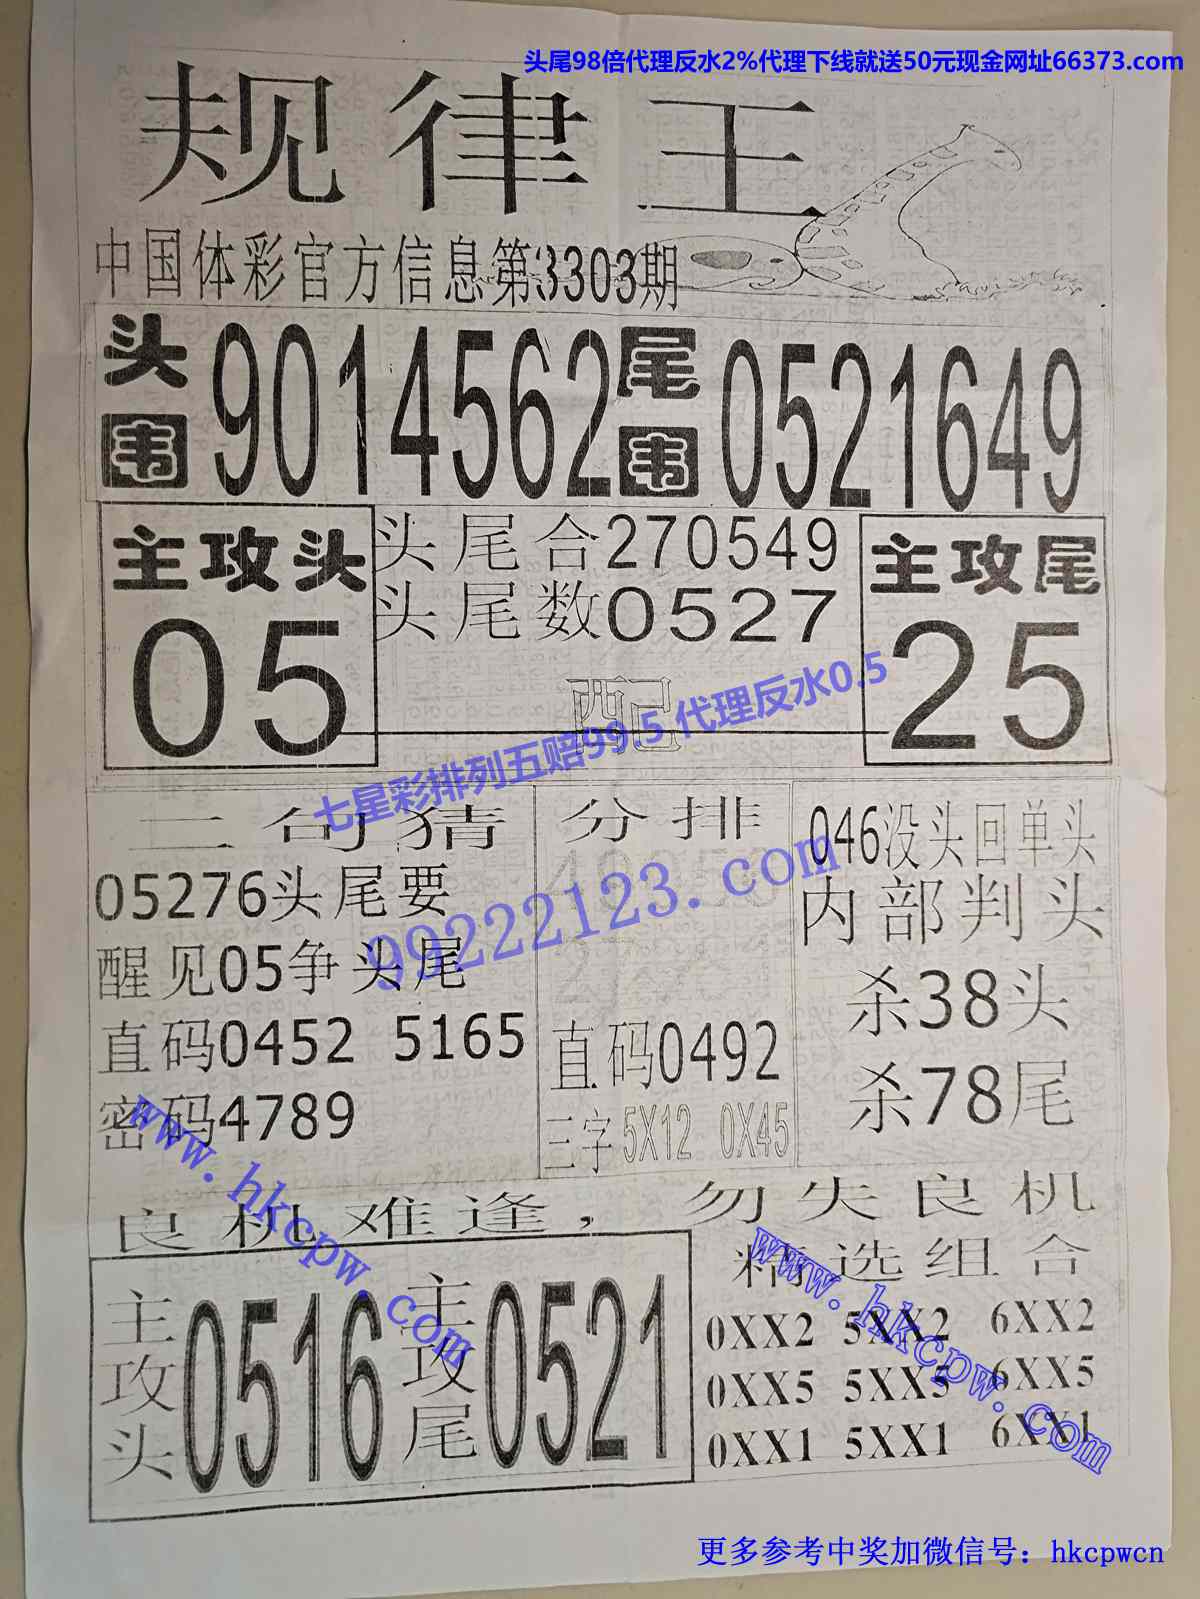 头尾98倍代理反水2%代理下线就送50元现金网址66373.com
规律王
中国体彩官方信息第3303期
头围 9014562 尾围 0521649
主攻头
05
头尾合270549
头尾数0527
配
主攻尾
25
七星彩排列五赔99.5 代理反水0.5
三句猜
05276头尾要
醒见05争头尾
直码0452 5165
密码4789
分排
直码0492
三字 5X12 0X45
046没头回单头
内部判头
杀38头
杀78尾
99222123.com
www.hkcpw.com
良机难逢，勿失良机
主攻头 0516 主攻尾 0521
精选组合
0XX2 5XX2 6XX2
0XX5 5XX5 6XX5
0XX1 5XX1 6XX1
www.hkcpw.com
更多参考中奖加微信号：hkcpwcn